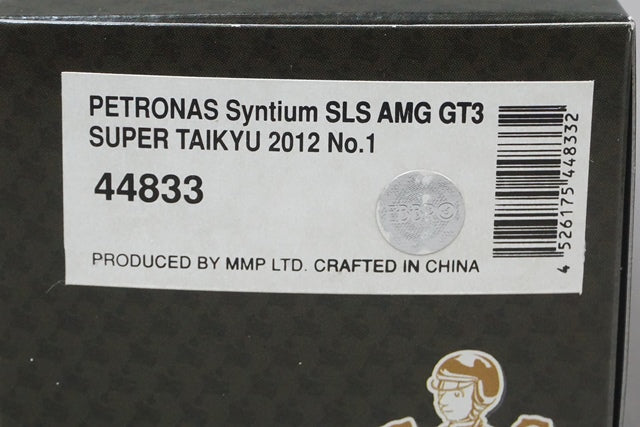 PETRONAS Syntium SLS AMG GT3
SUPER TAIKYU 2012 No.1
44833
EBBRO
PRODUCED BY MMP LTD. CRAFTED IN CHINA
4 526175 448332